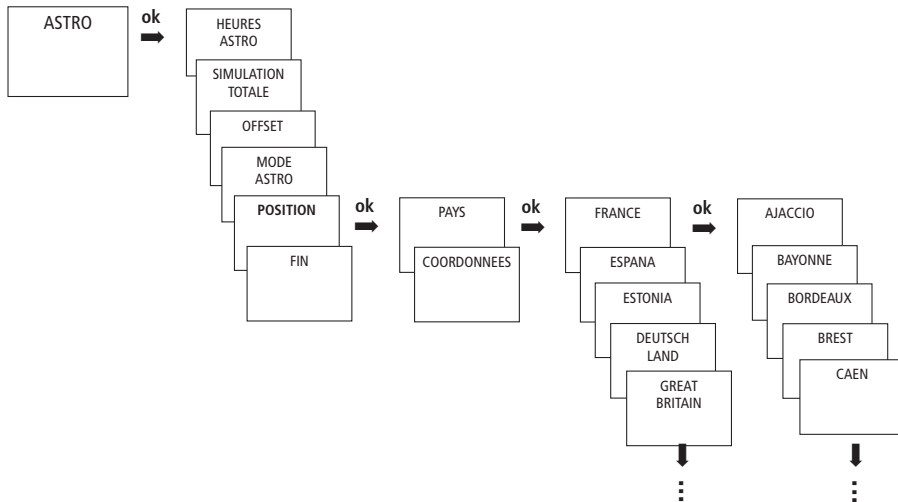 ASTRO
ok
HEURES
ASTRO
SIMULATION
TOTALE
OFFSET
MODE
ASTRO
POSITION
FIN
ok
PAYS
COORDONNEES
ok
FRANCE
ESPANA
ESTONIA
DEUTSCH
LAND
GREAT
BRITAIN
ok
AJACCIO
BAYONNE
BORDEAUX
BREST
CAEN